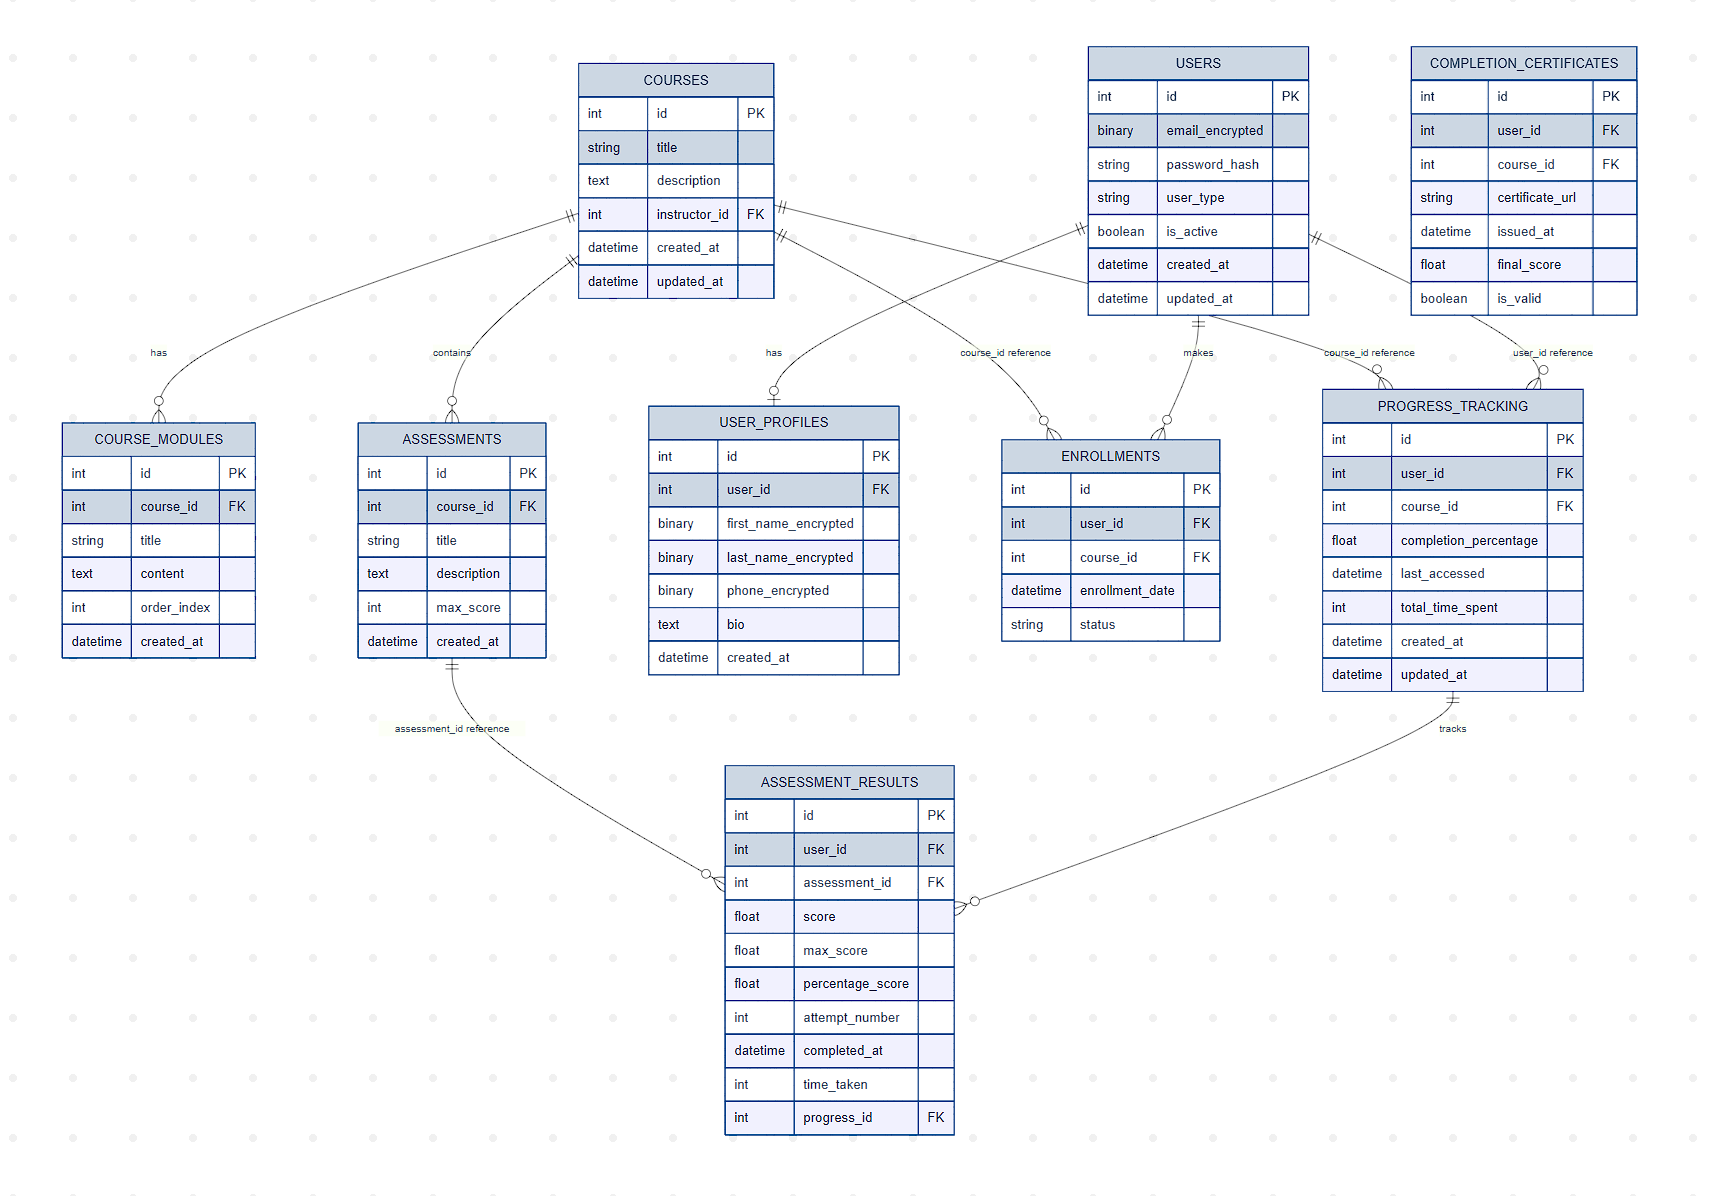 COURSES
int id PK
string title
text description
int instructor_id FK
datetime created_at
datetime updated_at
USERS
int id PK
binary email_encrypted
string password_hash
string user_type
boolean is_active
datetime created_at
datetime updated_at
COMPLETION_CERTIFICATES
int id PK
int user_id FK
int course_id FK
string certificate_url
datetime issued_at
float final_score
boolean is_valid
has
contains
has
course_id reference
makes
course_id reference
user_id reference
COURSE_MODULES
int id PK
int course_id FK
string title
text content
int order_index
datetime created_at
ASSESSMENTS
int id PK
int course_id FK
string title
text description
int max_score
datetime created_at
USER_PROFILES
int id PK
int user_id FK
binary first_name_encrypted
binary last_name_encrypted
binary phone_encrypted
text bio
datetime created_at
ENROLLMENTS
int id PK
int user_id FK
int course_id FK
datetime enrollment_date
string status
PROGRESS_TRACKING
int id PK
int user_id FK
int course_id FK
float completion_percentage
datetime last_accessed
int total_time_spent
datetime created_at
datetime updated_at
assessment_id reference
tracks
ASSESSMENT_RESULTS
int id PK
int user_id FK
int assessment_id FK
float score
float max_score
float percentage_score
int attempt_number
datetime completed_at
int time_taken
int progress_id FK